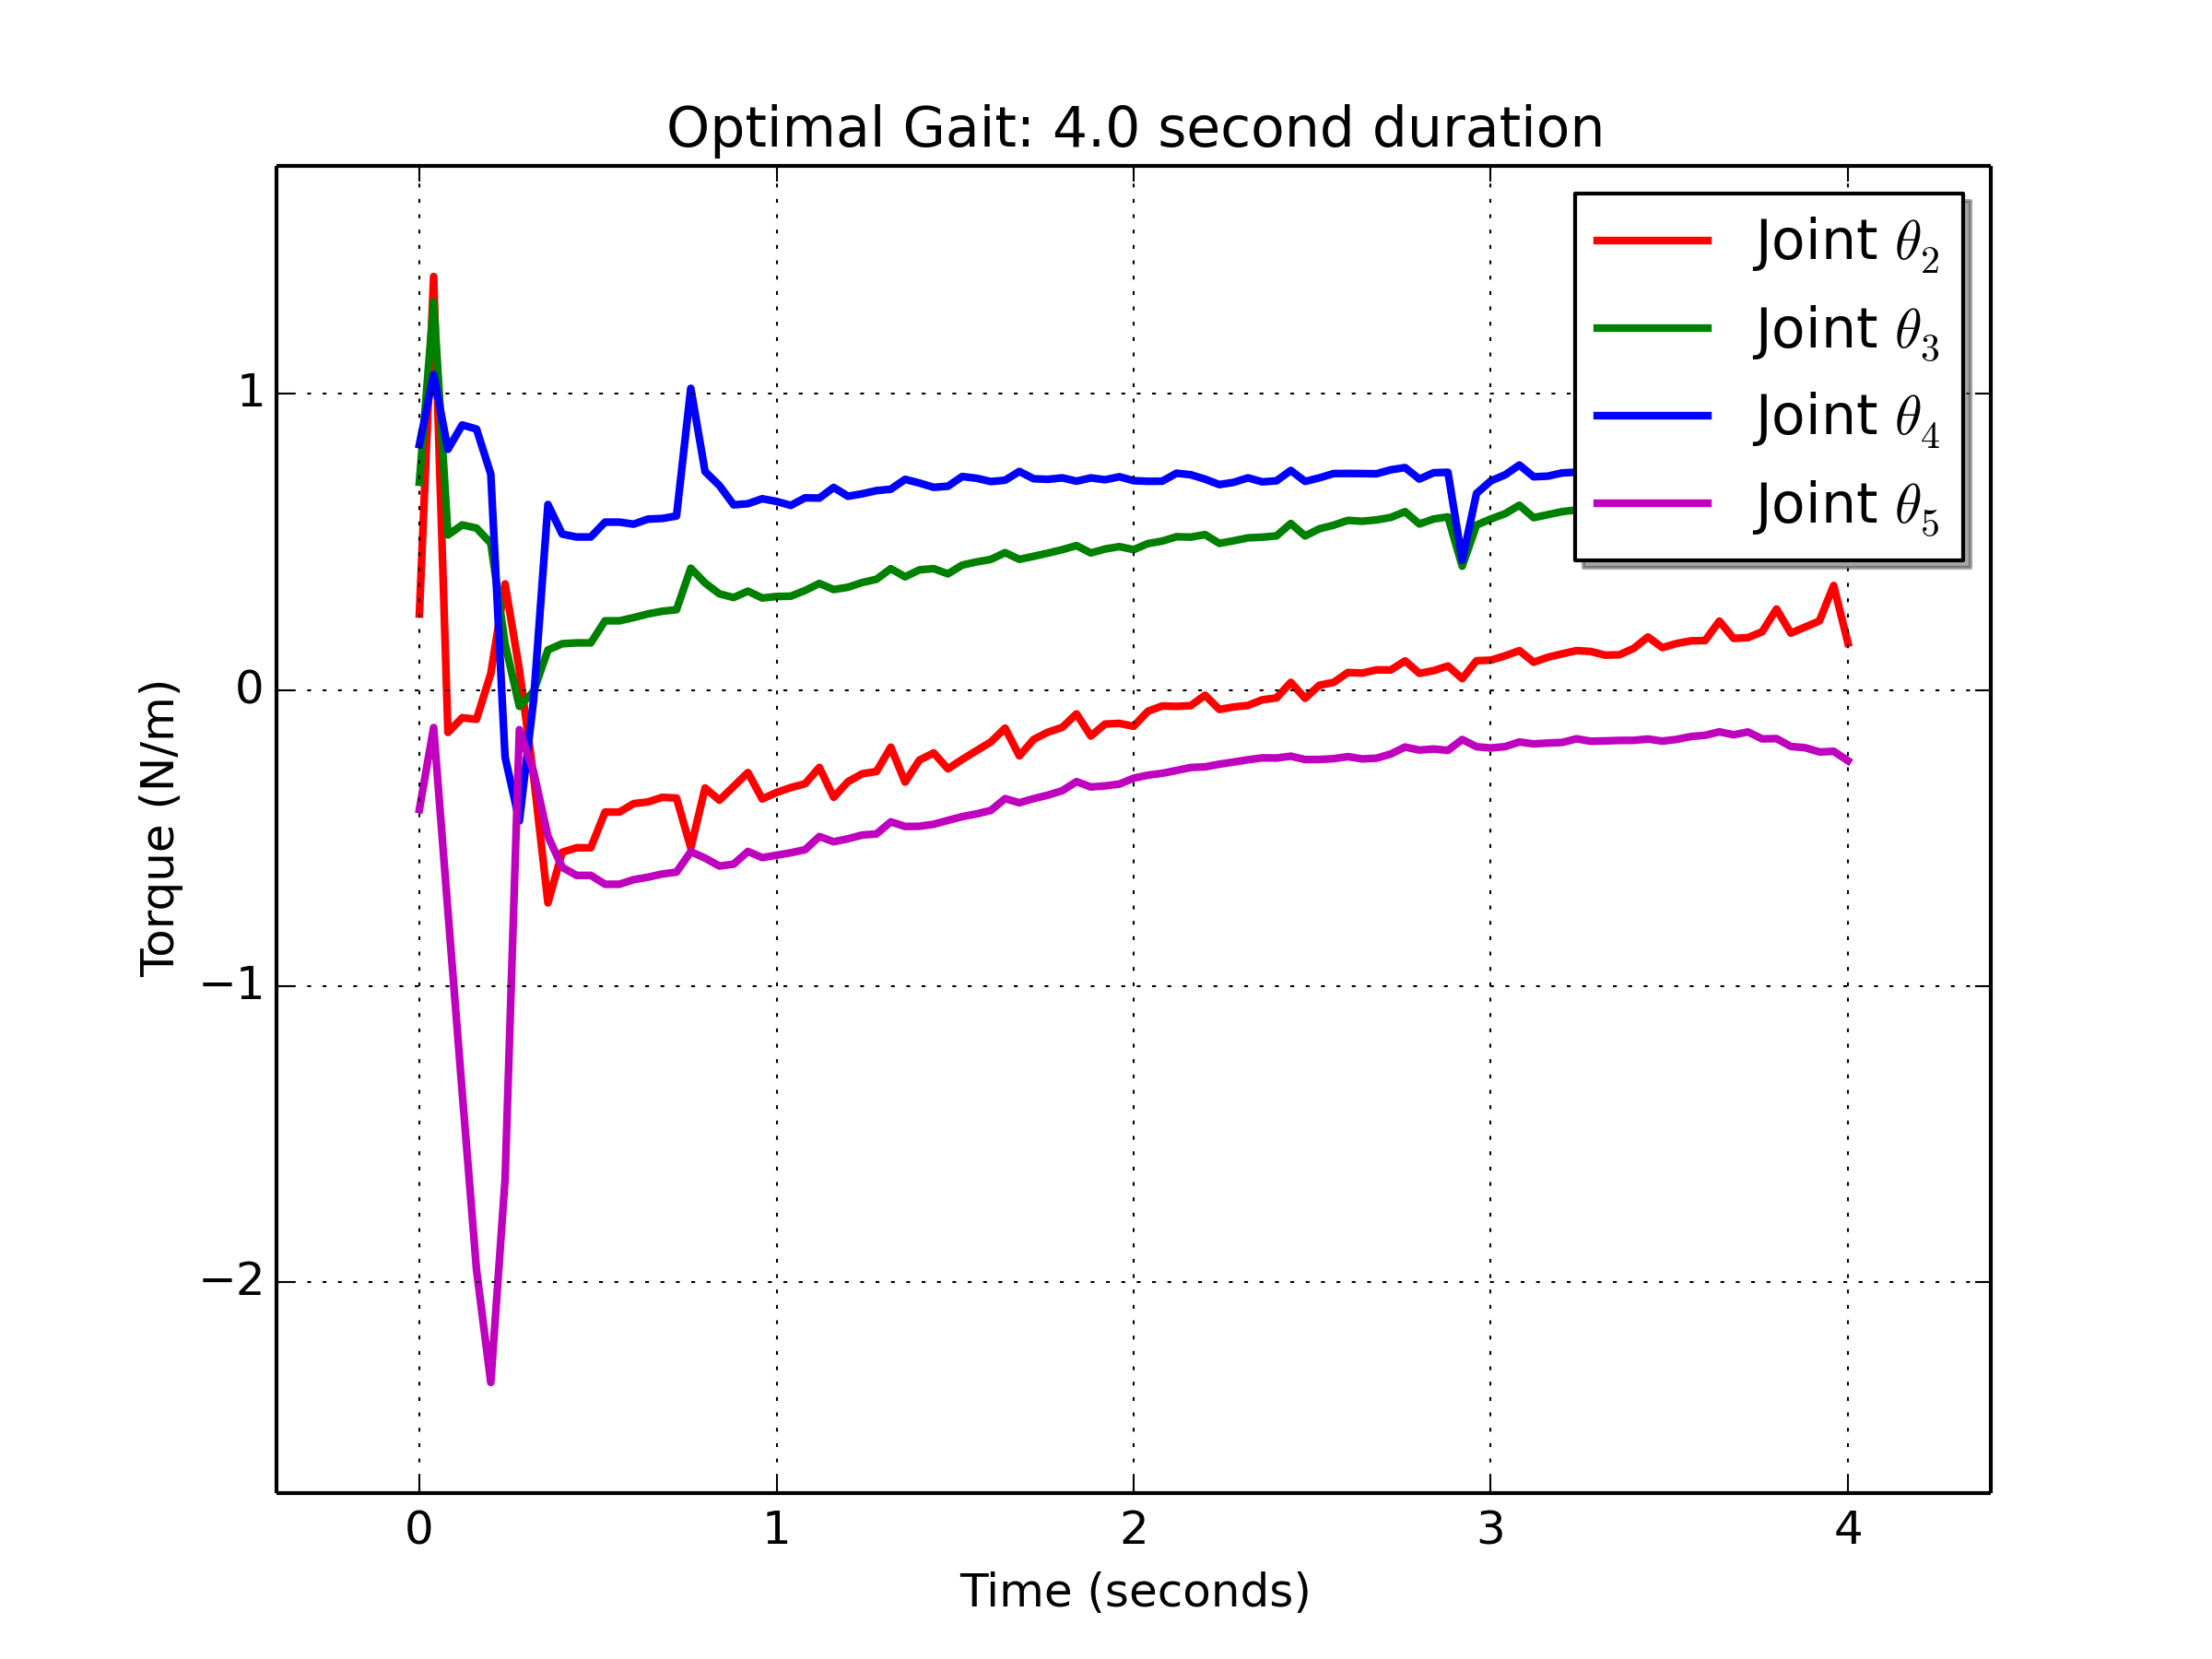 Optimal Gait: 4.0 second duration
Joint θ₂
Joint θ₃
Joint θ₄
Joint θ₅
Torque (N/m)
1
0
−1
−2
0 1 2 3 4
Time (seconds)